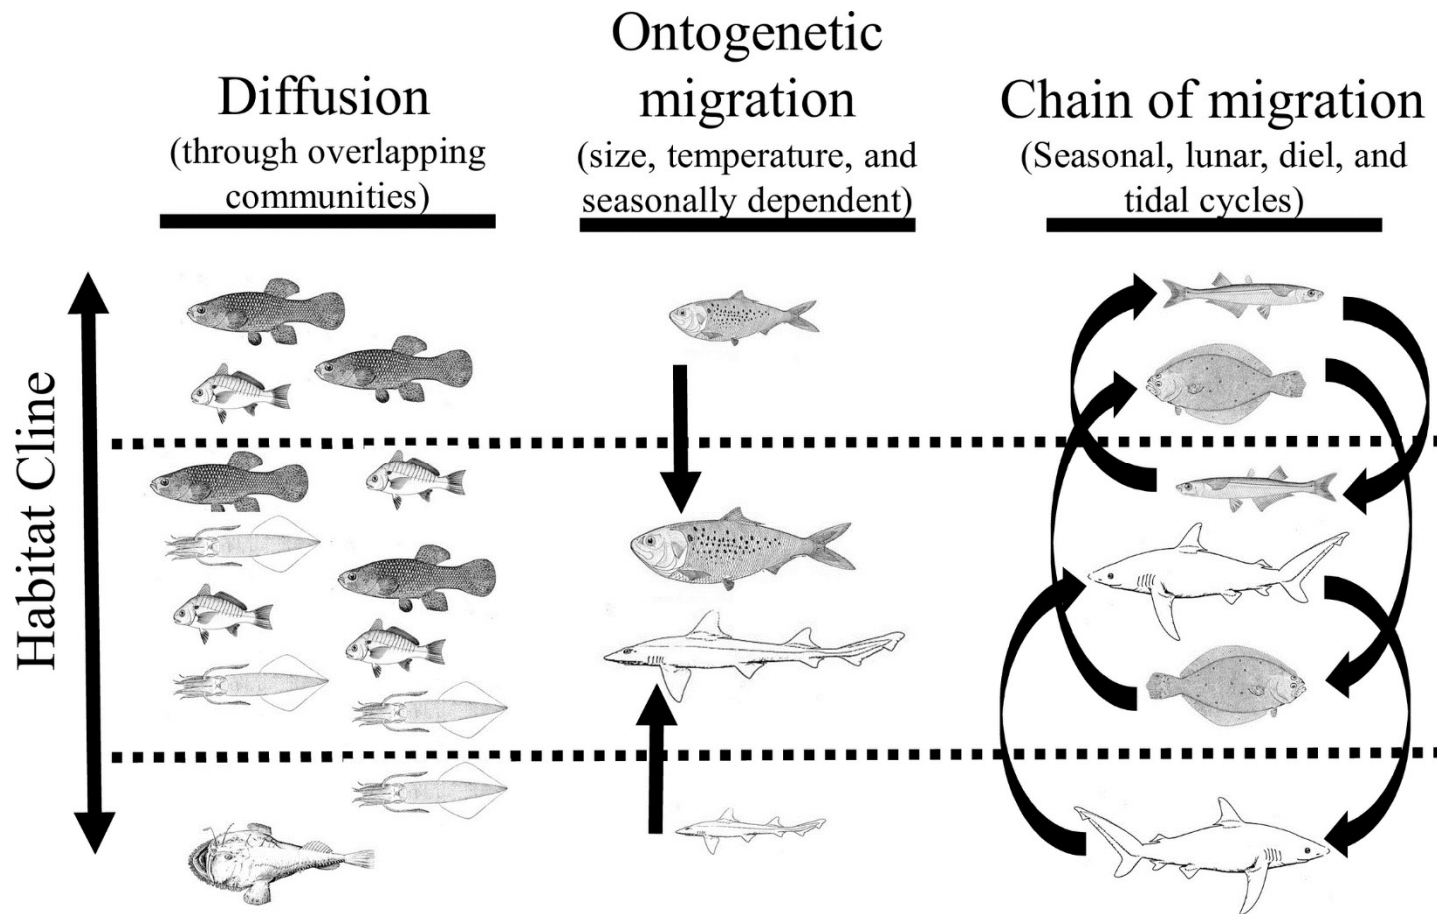 Diffusion
(through overlapping
communities)
Ontogenetic
migration
(size, temperature, and
seasonally dependent)
Chain of migration
(Seasonal, lunar, diel, and
tidal cycles)
Habitat Cline